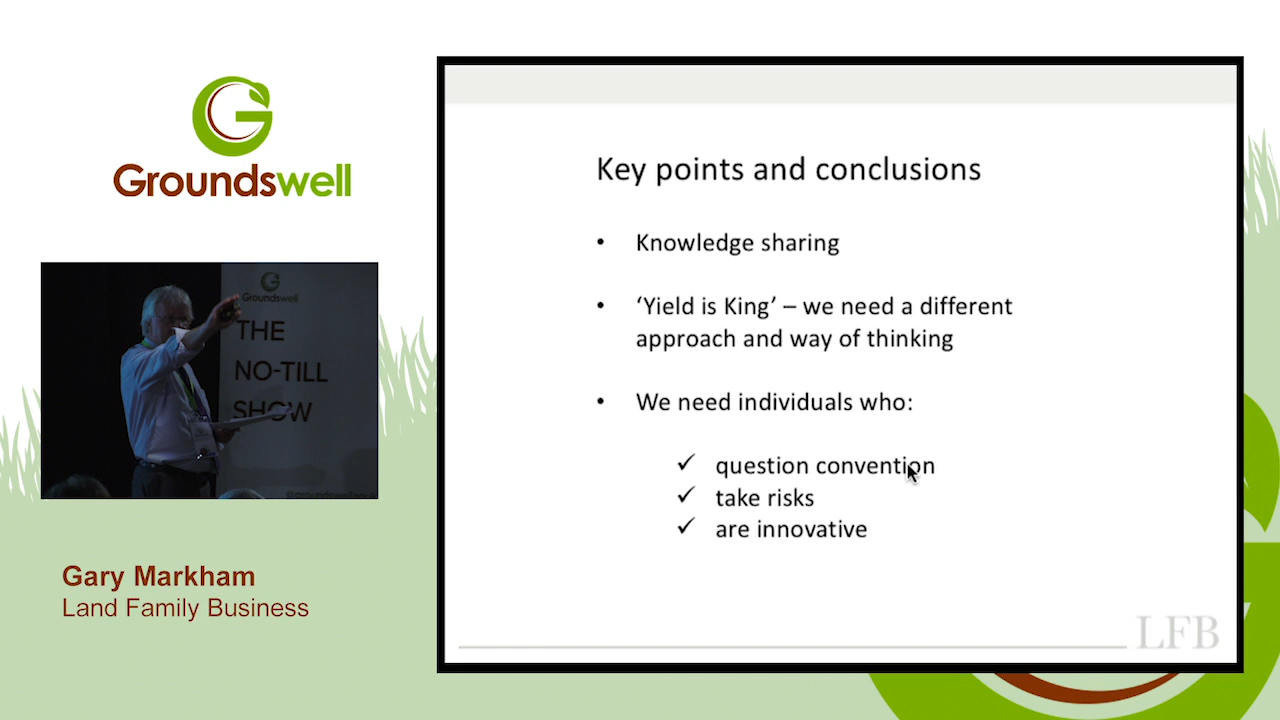 Groundswell
Groundswell
THE
NO-TILL
SHOW
Gary Markham
Land Family Business
Key points and conclusions
• Knowledge sharing
• ‘Yield is King’ – we need a different
approach and way of thinking
• We need individuals who:
✓ question convention
✓ take risks
✓ are innovative
LFB